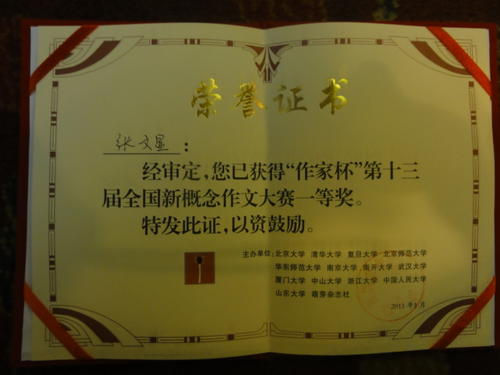 荣誉证书
张文星：
经审定，您已获得“作家杯”第十三
届全国新概念作文大赛一等奖。
特发此证，以资鼓励。
主办单位：北京大学 清华大学 复旦大学 北京师范大学
华东师范大学 南京大学 南开大学 武汉大学
厦门大学 中山大学 浙江大学 中国人民大学
山东大学 萌芽杂志社
2011 年1月